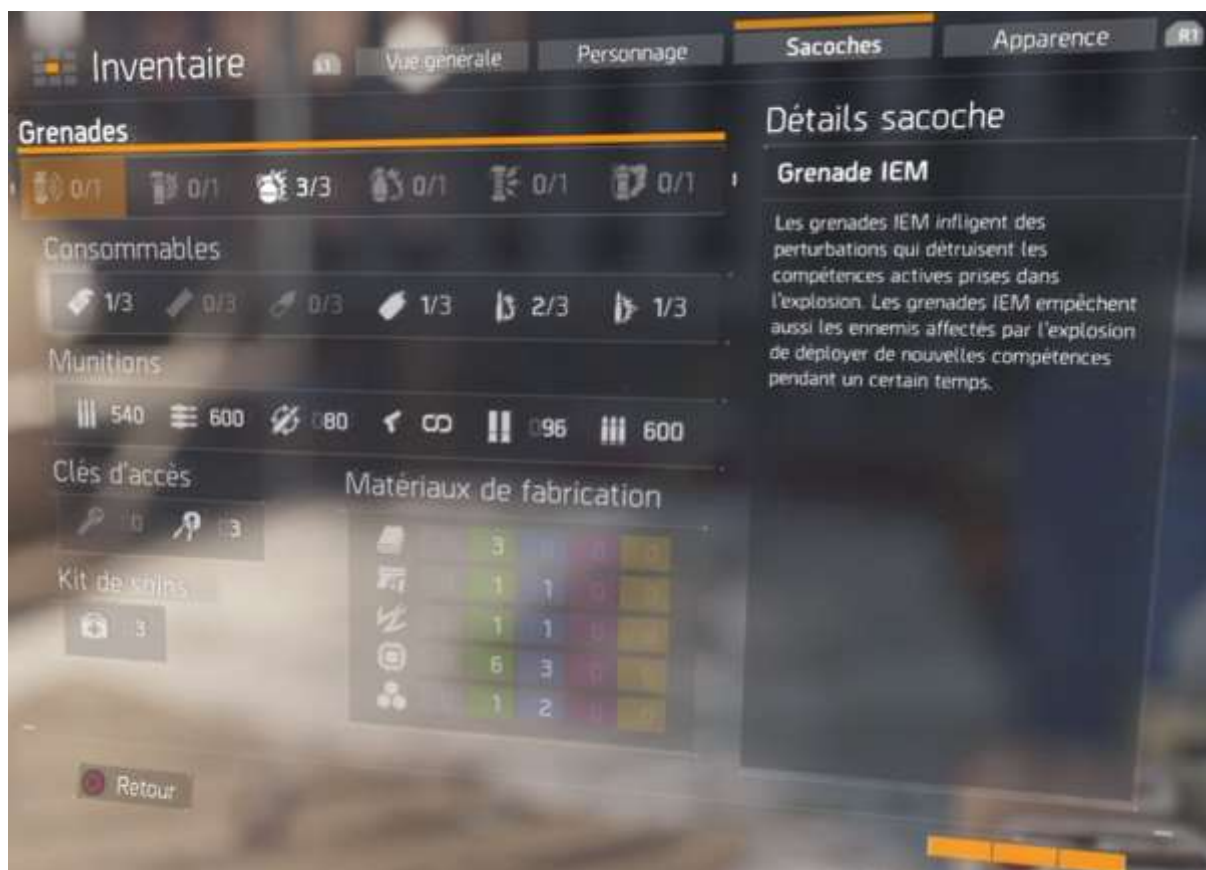 Inventaire
L1
Vue générale
Personnage
Sacoches
Apparence
R1
Grenades
0/1 0/1 3/3 0/1 0/1 0/1
Consommables
1/3 0/3 0/3 1/3 2/3 1/3
Munitions
540 600 080 ∞ 096 600
Clés d'accès
3
Kit de soins
3
Matériaux de fabrication
3
1 1
1 1
6 3
1 2
Retour
Détails sacoche
Grenade IEM
Les grenades IEM infligent des
perturbations qui détruisent les
compétences actives prises dans
l'explosion. Les grenades IEM empêchent
aussi les ennemis affectés par l'explosion
de déployer de nouvelles compétences
pendant un certain temps.